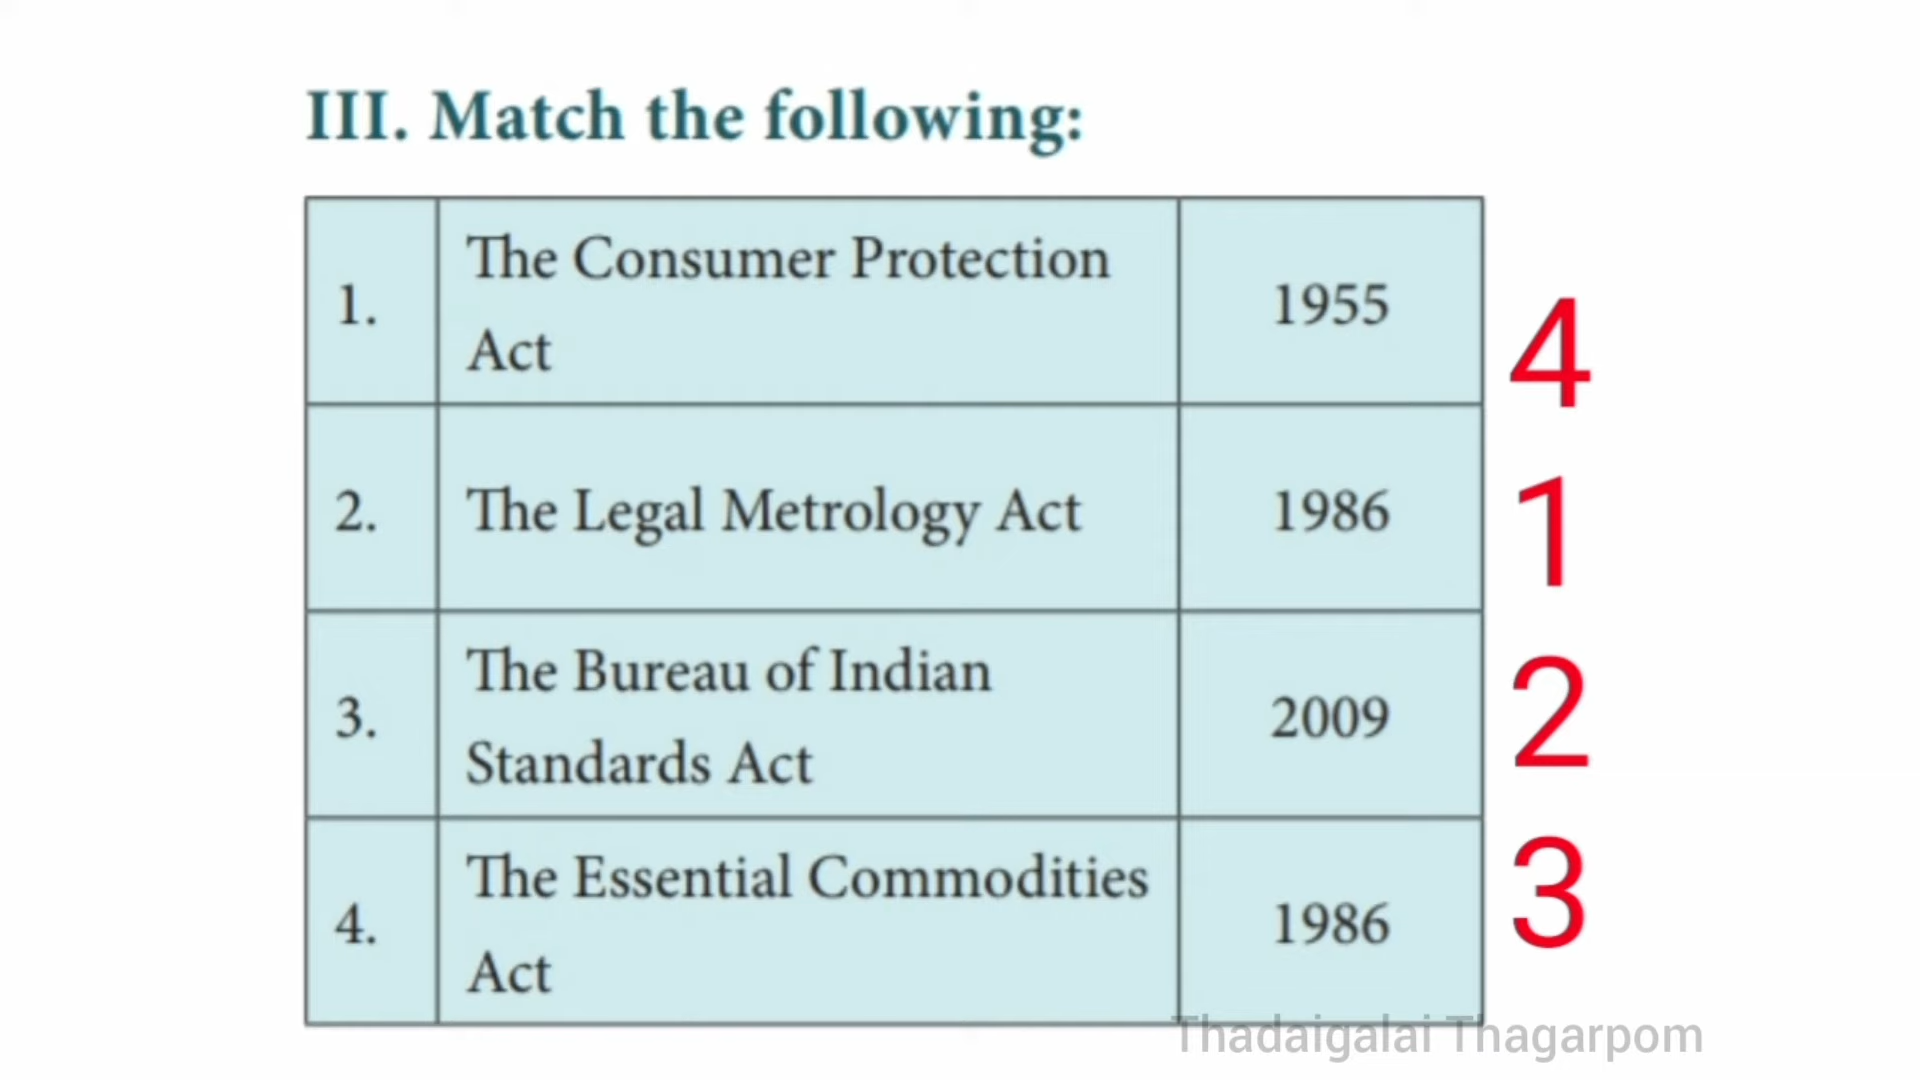 III. Match the following:
1. The Consumer Protection Act 1955 4
2. The Legal Metrology Act 1986 1
3. The Bureau of Indian Standards Act 2009 2
4. The Essential Commodities Act 1986 3
Thadaigalai Thagarpom